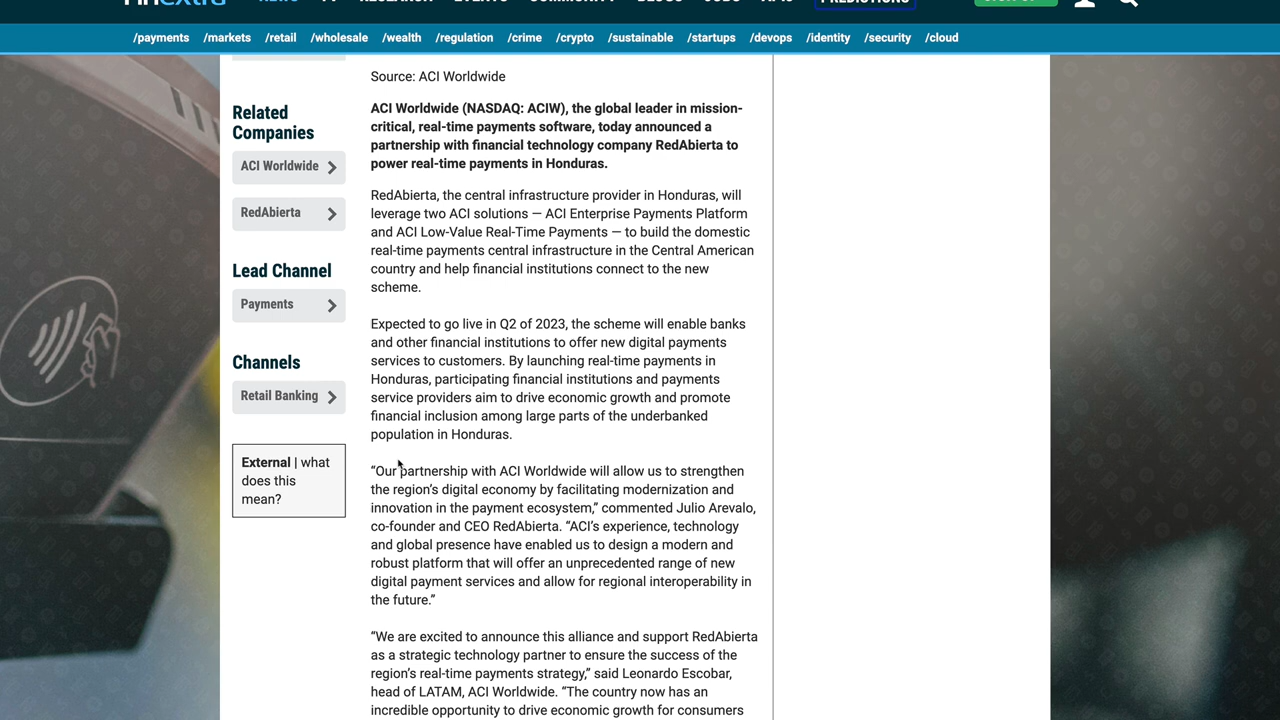 /payments /markets /retail /wholesale /wealth /regulation /crime /crypto /sustainable /startups /devops /identity /security /cloud
Related
Companies
ACI Worldwide
RedAbierta
Lead Channel
Payments
Channels
Retail Banking
External | what
does this
mean?
Source: ACI Worldwide
ACI Worldwide (NASDAQ: ACIW), the global leader in mission-
critical, real-time payments software, today announced a
partnership with financial technology company RedAbierta to
power real-time payments in Honduras.
RedAbierta, the central infrastructure provider in Honduras, will
leverage two ACI solutions — ACI Enterprise Payments Platform
and ACI Low-Value Real-Time Payments — to build the domestic
real-time payments central infrastructure in the Central American
country and help financial institutions connect to the new
scheme.
Expected to go live in Q2 of 2023, the scheme will enable banks
and other financial institutions to offer new digital payments
services to customers. By launching real-time payments in
Honduras, participating financial institutions and payments
service providers aim to drive economic growth and promote
financial inclusion among large parts of the underbanked
population in Honduras.
“Our partnership with ACI Worldwide will allow us to strengthen
the region’s digital economy by facilitating modernization and
innovation in the payment ecosystem,” commented Julio Arevalo,
co-founder and CEO RedAbierta. “ACI’s experience, technology
and global presence have enabled us to design a modern and
robust platform that will offer an unprecedented range of new
digital payment services and allow for regional interoperability in
the future.”
“We are excited to announce this alliance and support RedAbierta
as a strategic technology partner to ensure the success of the
region’s real-time payments strategy,” said Leonardo Escobar,
head of LATAM, ACI Worldwide. “The country now has an
incredible opportunity to drive economic growth for consumers